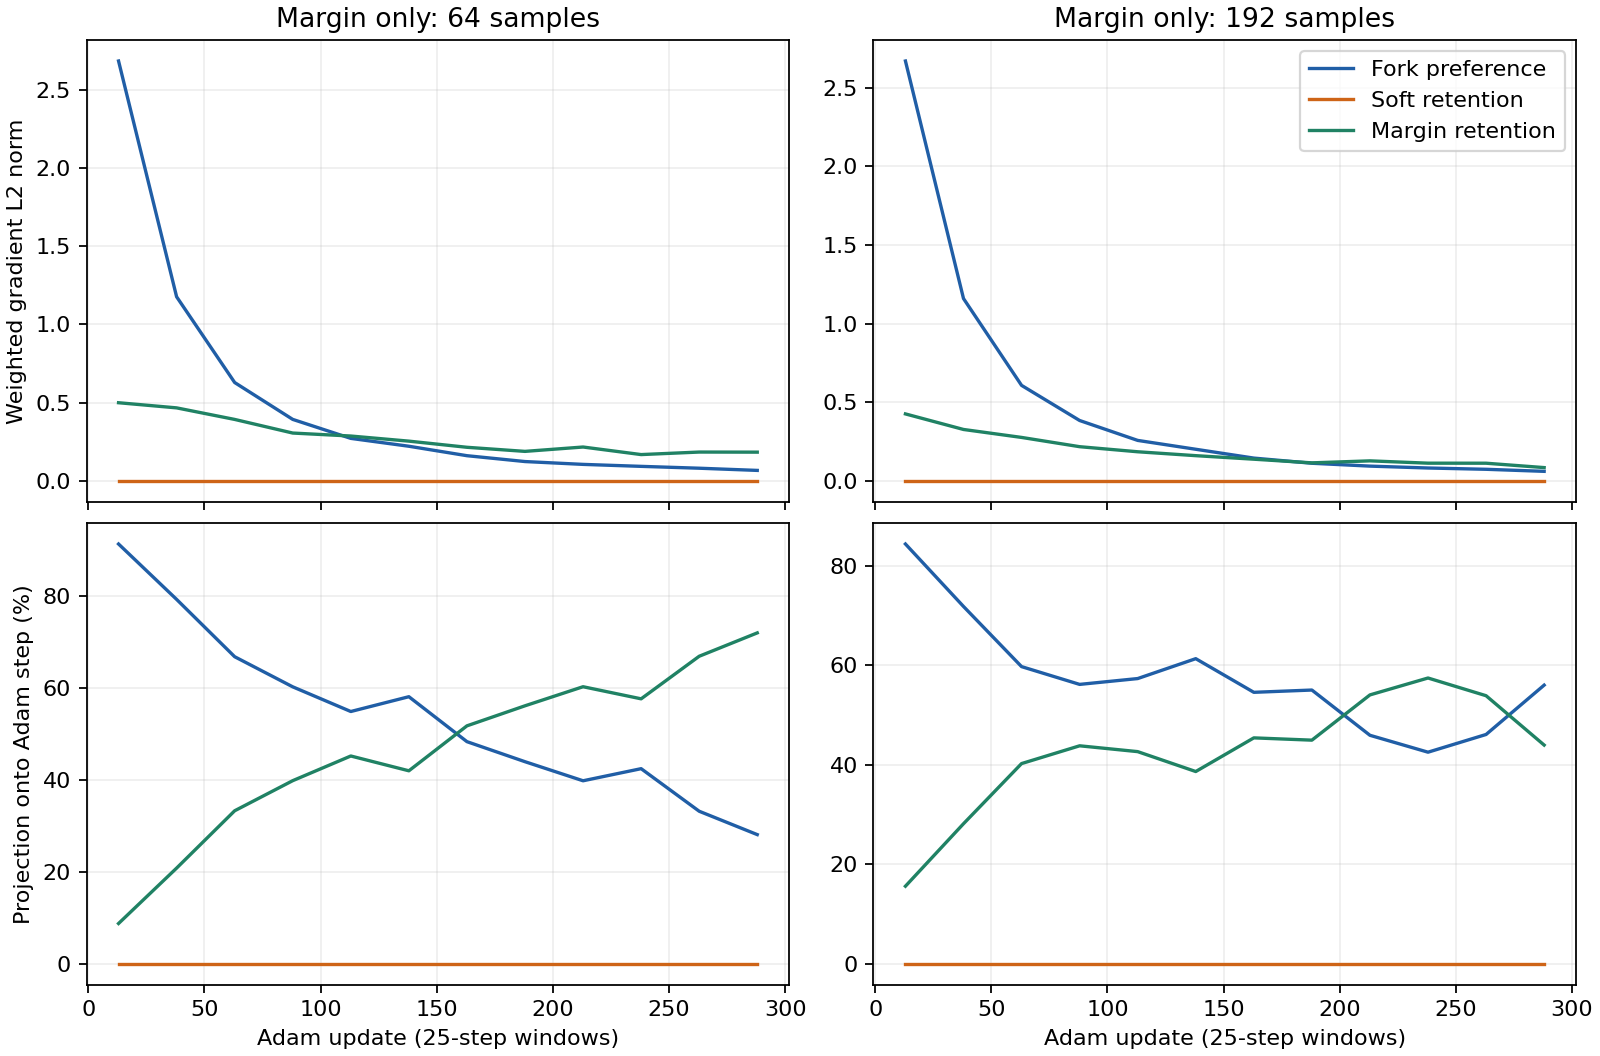 Margin only: 64 samples
Margin only: 192 samples
Weighted gradient L2 norm
2.5
2.0
1.5
1.0
0.5
0.0
2.5
2.0
1.5
1.0
0.5
0.0
Fork preference
Soft retention
Margin retention
Projection onto Adam step (%)
80
60
40
20
0
80
60
40
20
0
0 50 100 150 200 250 300
0 50 100 150 200 250 300
Adam update (25-step windows)
Adam update (25-step windows)